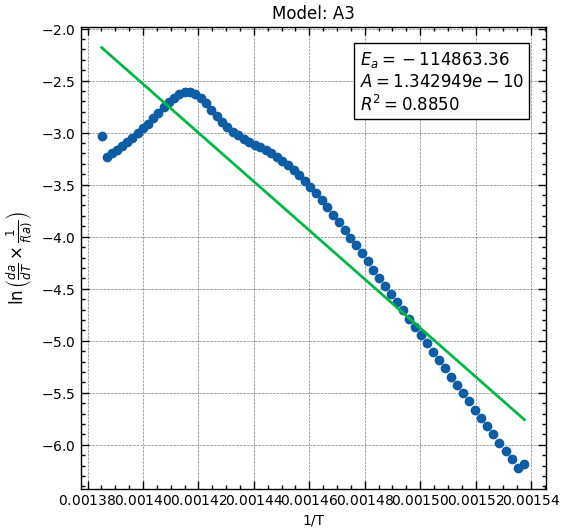 Model: A3
E_a = −114863.36
A = 1.342949e − 10
R² = 0.8850
ln (da/dT × 1/f(a))
−2.0
−2.5
−3.0
−3.5
−4.0
−4.5
−5.0
−5.5
−6.0
0.00138 0.00140 0.00142 0.00144 0.00146 0.00148 0.00150 0.00152 0.00154
1/T